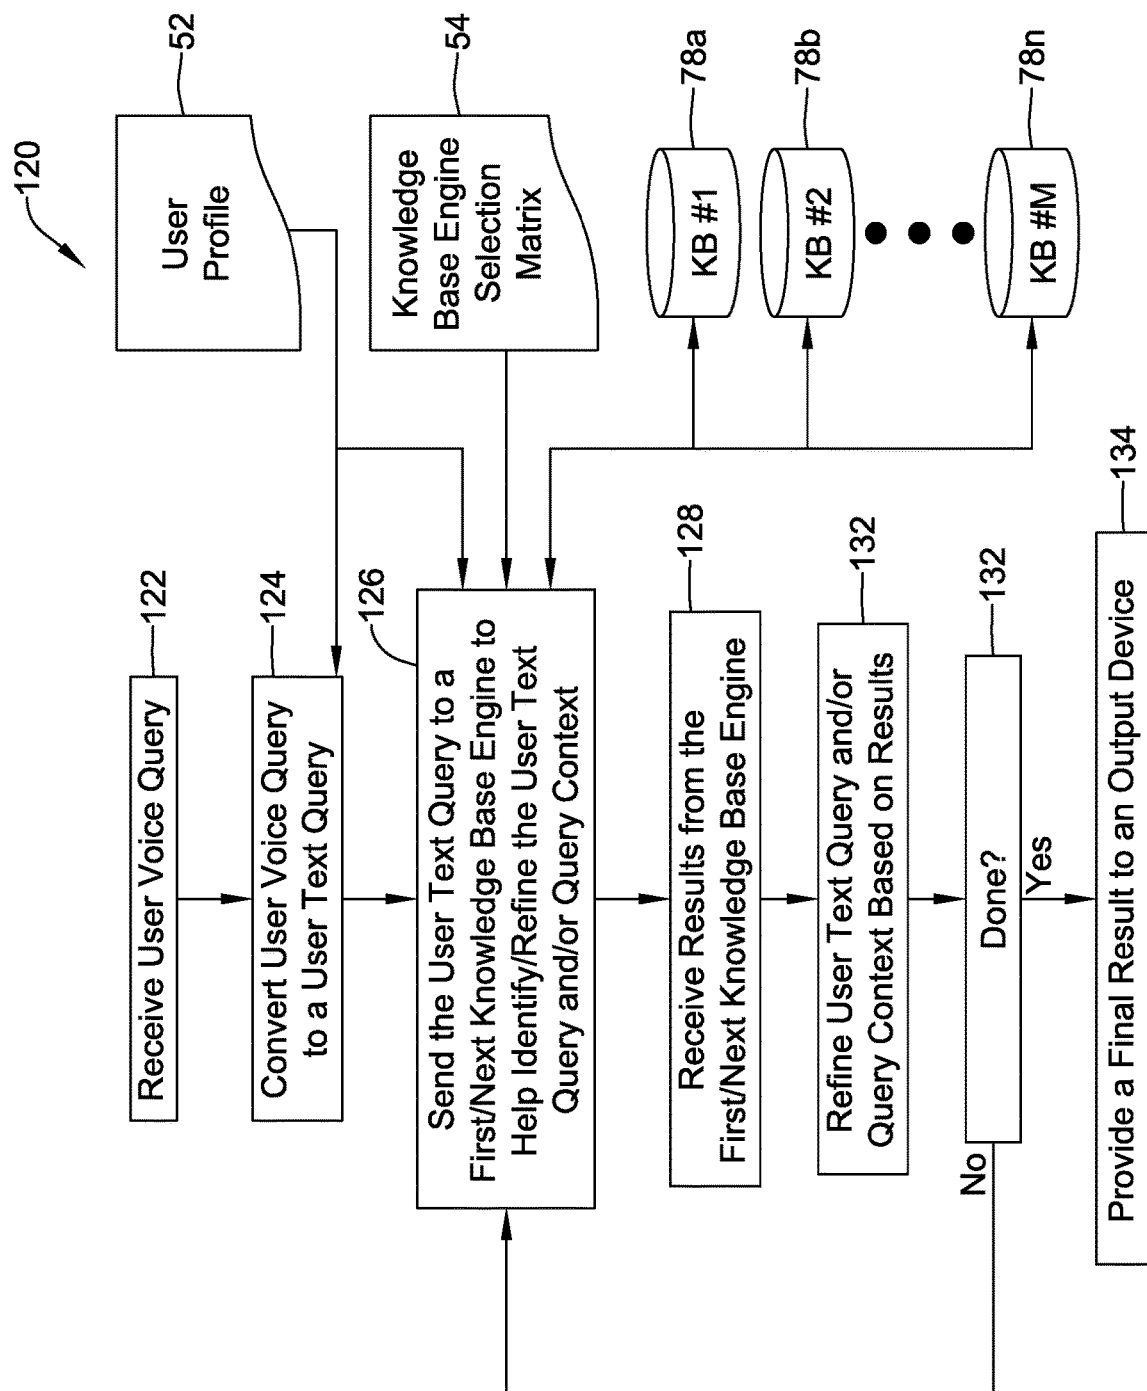 120
Receive User Voice Query
122
Convert User Voice Query
to a User Text Query
124
User
Profile
52
Send the User Text Query to a
First/Next Knowledge Base Engine to
Help Identify/Refine the User Text
Query and/or Query Context
126
Knowledge
Base Engine
Selection
Matrix
54
Receive Results from the
First/Next Knowledge Base Engine
128
KB #1
78a
KB #2
78b
KB #M
78n
Refine User Text Query and/or
Query Context Based on Results
132
Done?
132
No
Yes
Provide a Final Result to an Output Device
134